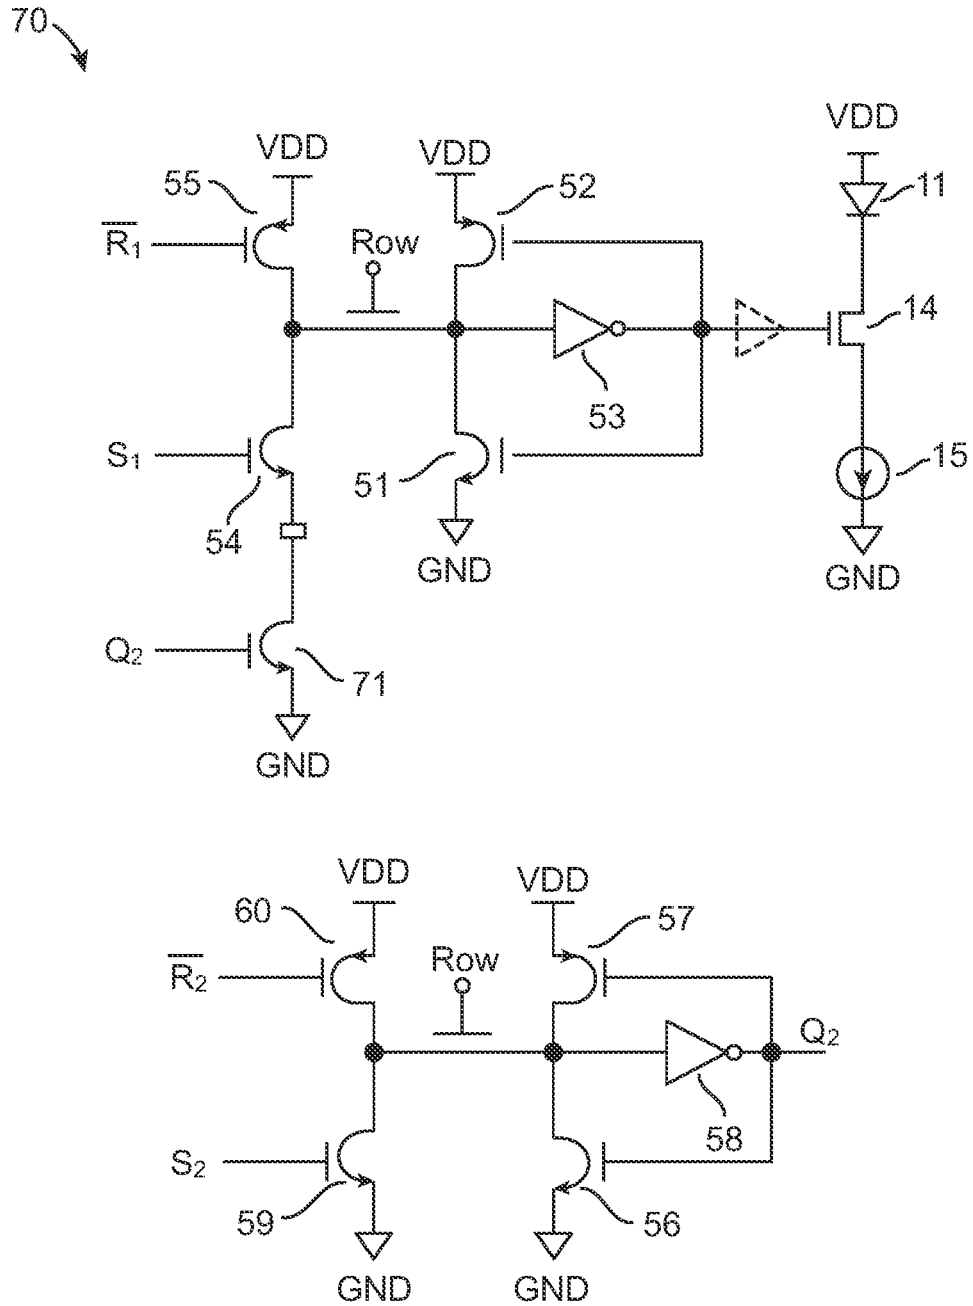 70
VDD
VDD
VDD
55
52
11
R̅₁
Row
14
53
S₁
51
15
54
GND
GND
Q₂
71
GND
VDD
VDD
60
57
R̅₂
Row
Q₂
58
S₂
59
56
GND
GND